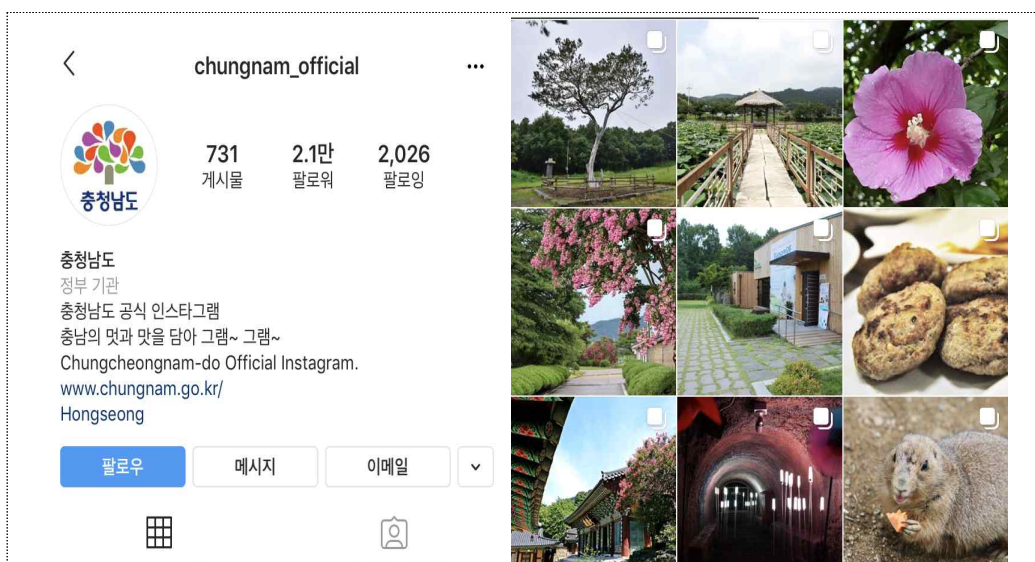 chungnam_official
충청남도
731
2.1만
2,026
게시물
팔로워
팔로잉
충청남도
정부 기관
충청남도 공식 인스타그램
충남의 멋과 맛을 담아 그램~ 그램~
Chungcheongnam-do Official Instagram.
www.chungnam.go.kr/
Hongseong
팔로우
메시지
이메일